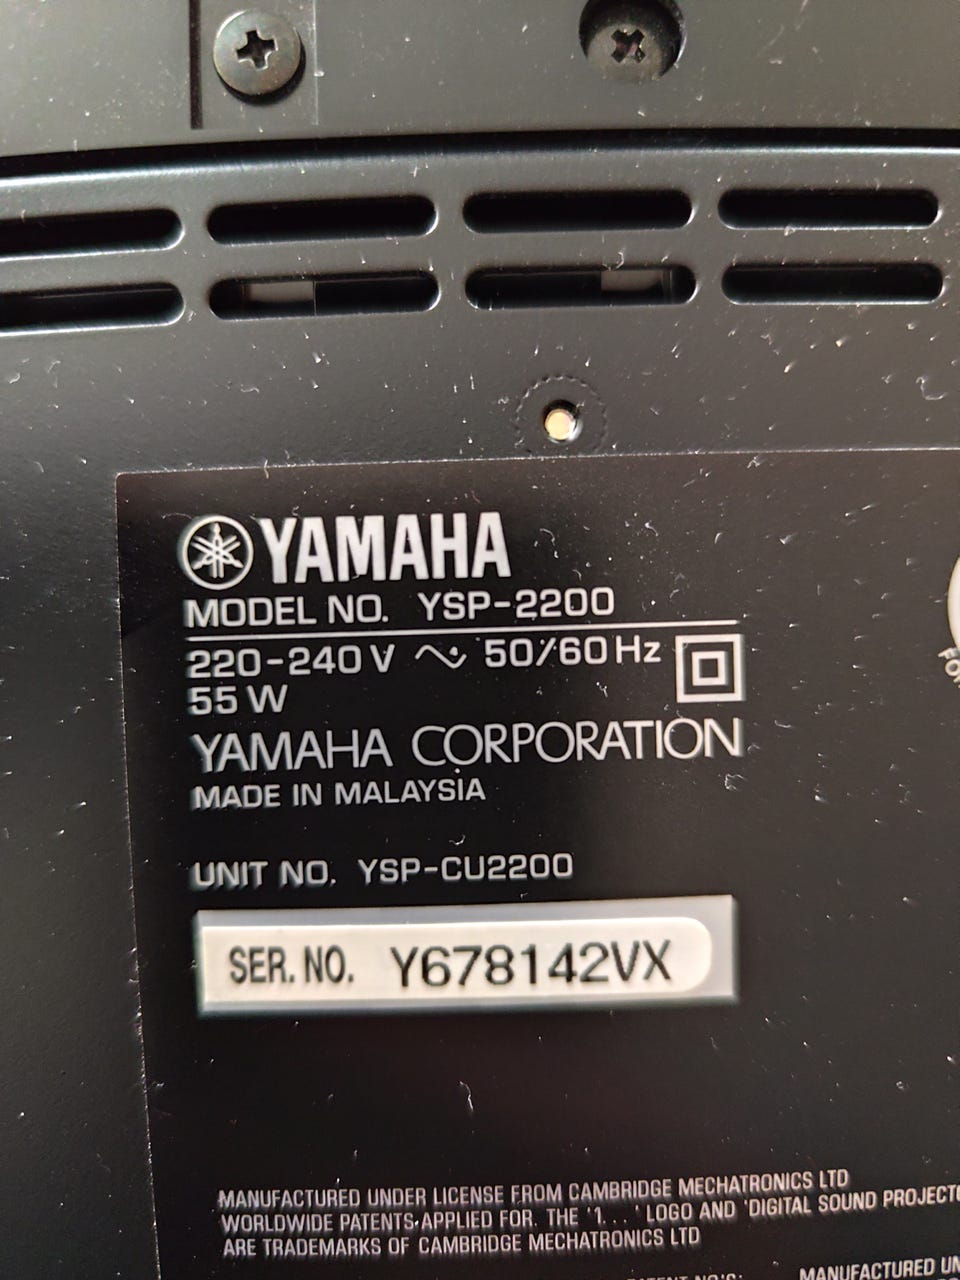 YAMAHA
MODEL NO. YSP-2200
220-240V ∿ 50/60Hz
55W
YAMAHA CORPORATION
MADE IN MALAYSIA
UNIT NO. YSP-CU2200
SER. NO. Y678142VX
MANUFACTURED UNDER LICENSE FROM CAMBRIDGE MECHATRONICS LTD
WORLDWIDE PATENTS APPLIED FOR. THE '1...' LOGO AND 'DIGITAL SOUND
ARE TRADEMARKS OF CAMBRIDGE MECHATRONICS LTD
MANUFACTURED